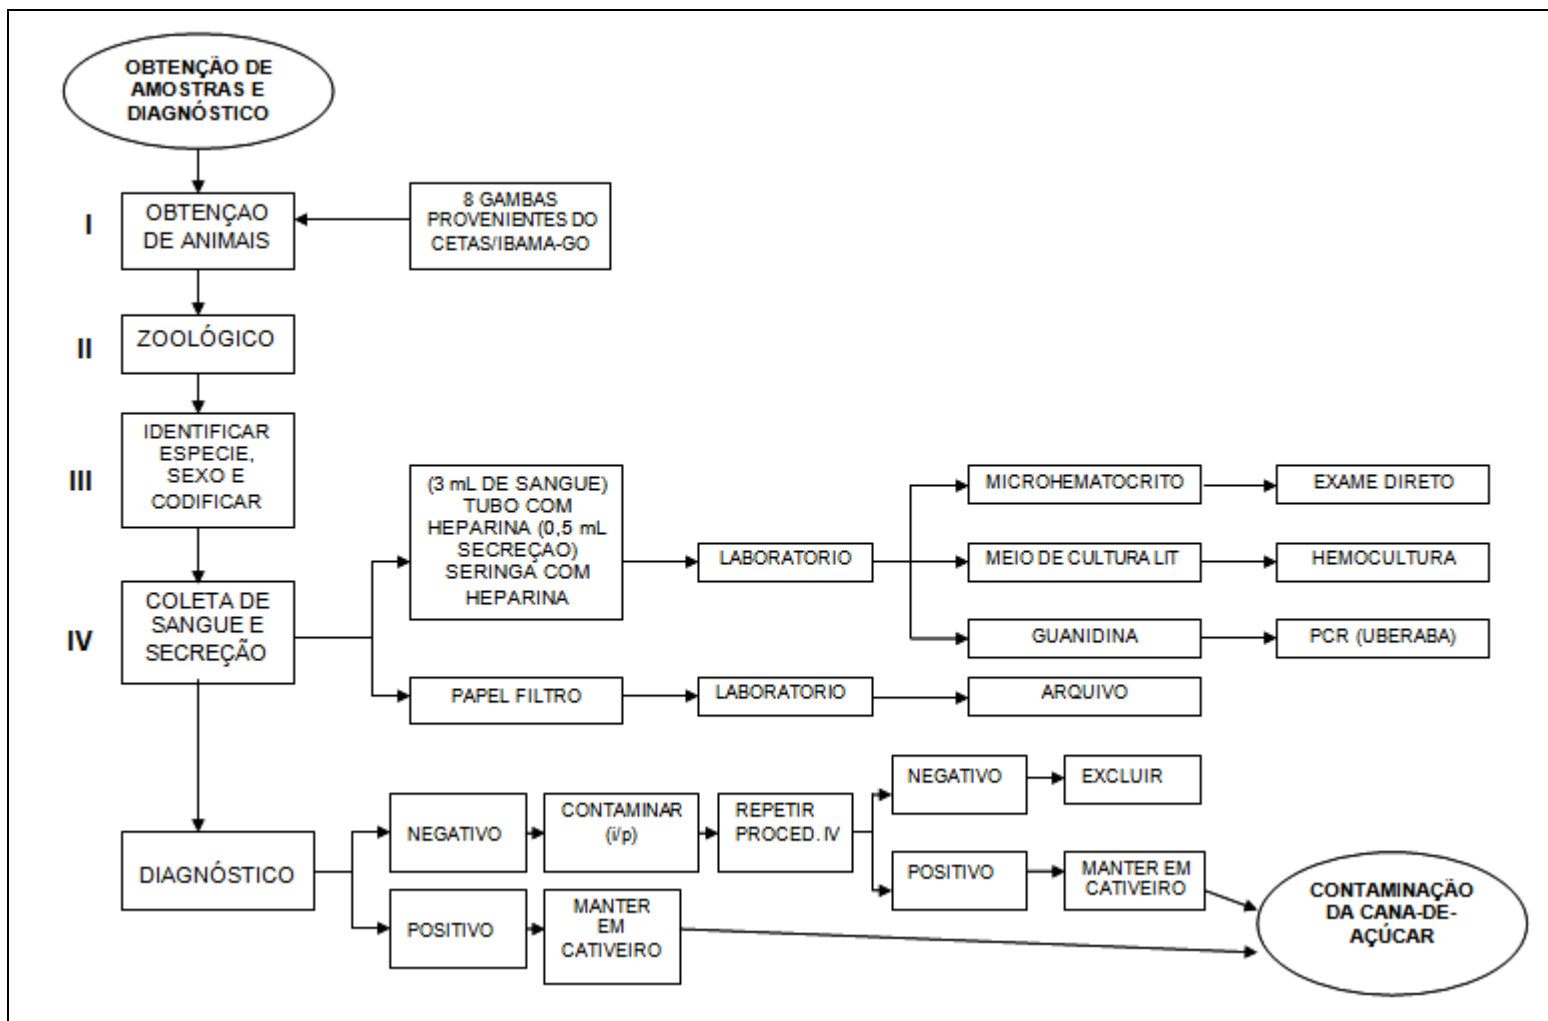 OBTENÇÃO DE
AMOSTRAS E
DIAGNÓSTICO
I
OBTENÇAO
DE ANIMAIS
8 GAMBAS
PROVENIENTES DO
CETAS/IBAMA-GO
II
ZOOLÓGICO
III
IDENTIFICAR
ESPECIE,
SEXO E
CODIFICAR
IV
COLETA DE
SANGUE E
SECREÇÃO
(3 mL DE SANGUE)
TUBO COM
HEPARINA (0,5 mL
SECREÇAO)
SERINGA COM
HEPARINA
LABORATORIO
MICROHEMATOCRITO
EXAME DIRETO
MEIO DE CULTURA LIT
HEMOCULTURA
GUANIDINA
PCR (UBERABA)
PAPEL FILTRO
LABORATORIO
ARQUIVO
DIAGNÓSTICO
NEGATIVO
CONTAMINAR
(i/p)
REPETIR
PROCED. IV
NEGATIVO
EXCLUIR
POSITIVO
MANTER EM
CATIVEIRO
POSITIVO
MANTER
EM
CATIVEIRO
CONTAMINAÇÃO
DA CANA-DE-
AÇÚCAR